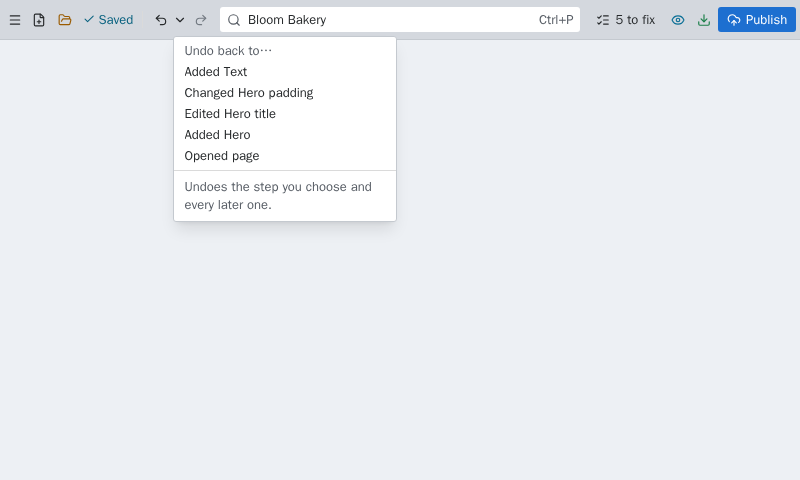 Saved
Bloom Bakery
Ctrl+P
5 to fix
Publish
Undo back to⋯
Added Text
Changed Hero padding
Edited Hero title
Added Hero
Opened page
Undoes the step you choose and
every later one.